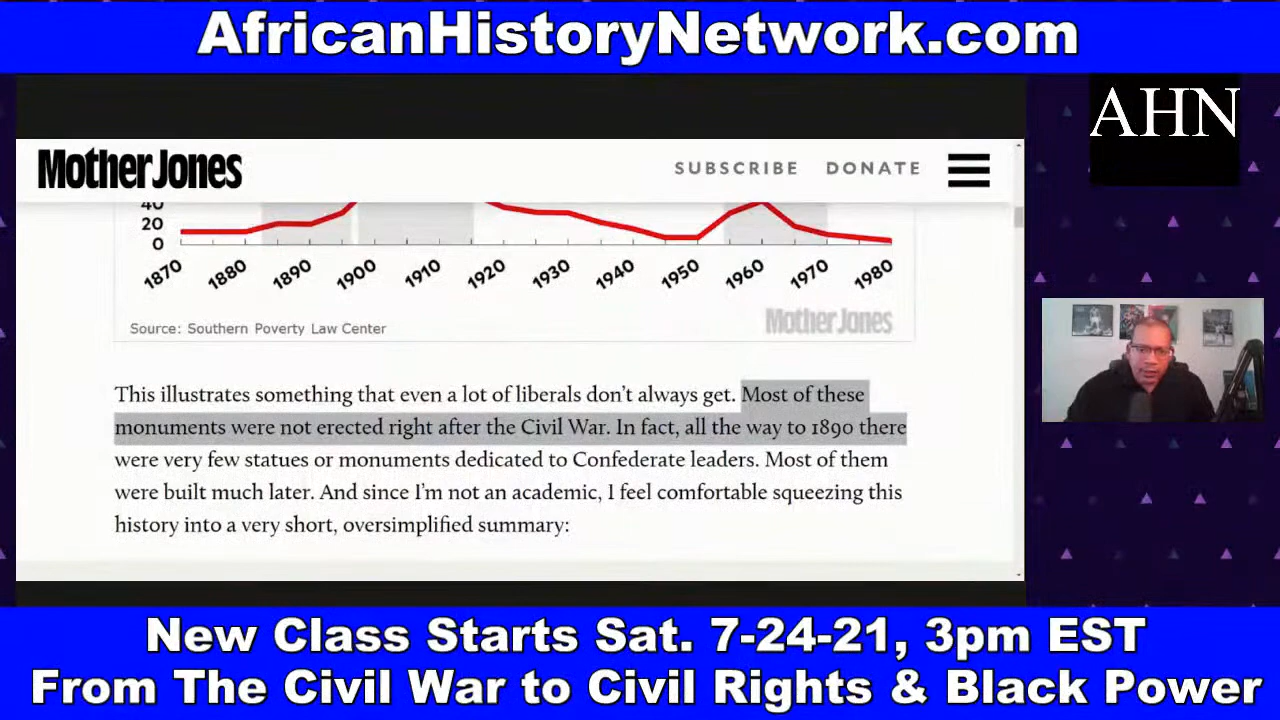 AfricanHistoryNetwork.com
AHN
Mother Jones
SUBSCRIBE DONATE
40
20
0
1870 1880 1890 1900 1910 1920 1930 1940 1950 1960 1970 1980
Source: Southern Poverty Law Center
Mother Jones
This illustrates something that even a lot of liberals don’t always get. Most of these
monuments were not erected right after the Civil War. In fact, all the way to 1890 there
were very few statues or monuments dedicated to Confederate leaders. Most of them
were built much later. And since I’m not an academic, I feel comfortable squeezing this
history into a very short, oversimplified summary:
New Class Starts Sat. 7-24-21, 3pm EST
From The Civil War to Civil Rights & Black Power